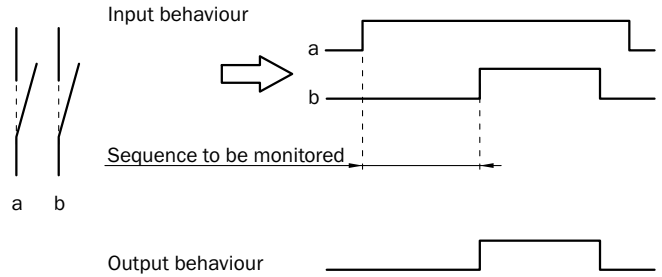 Input behaviour
a
b
Sequence to be monitored
a b
Output behaviour